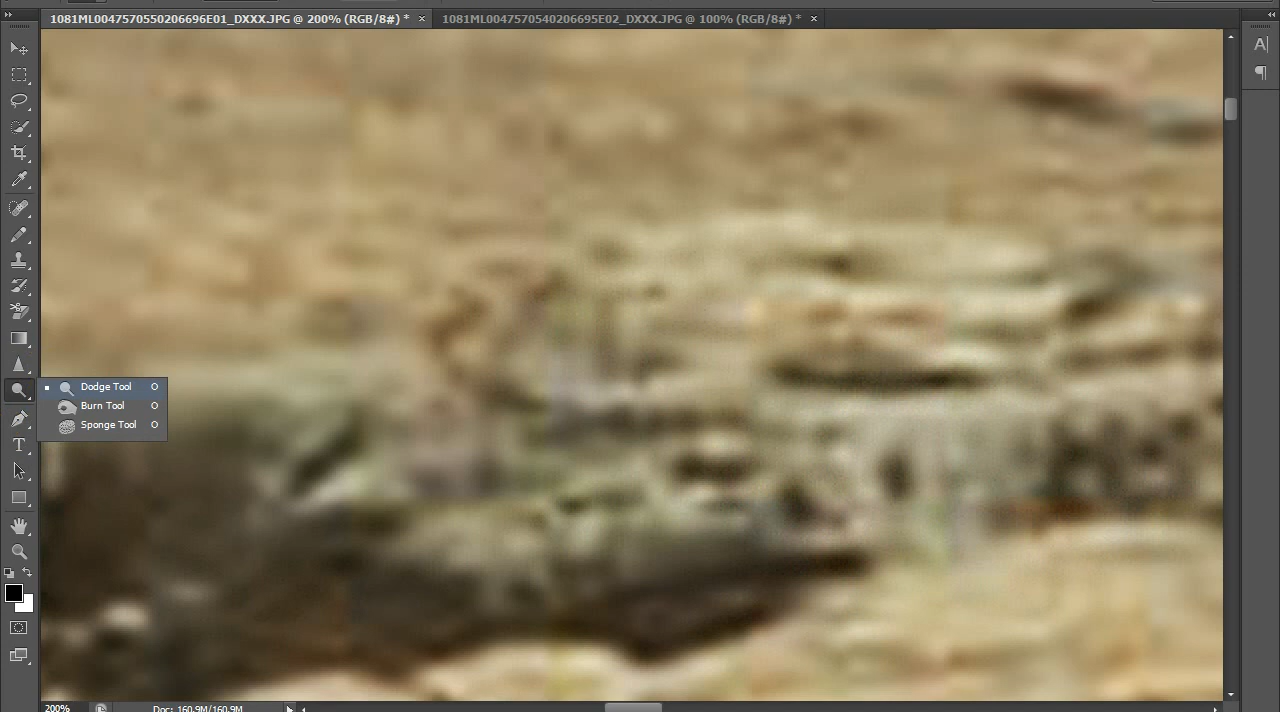 1081ML0047570550206696E01_DXXX.JPG @ 200% (RGB/8#) * ×
1081ML0047570540206695E02_DXXX.JPG @ 100% (RGB/8#) * ×
A
Dodge Tool O
Burn Tool O
Sponge Tool O
T
200%
Doc: 160.9M/160.9M